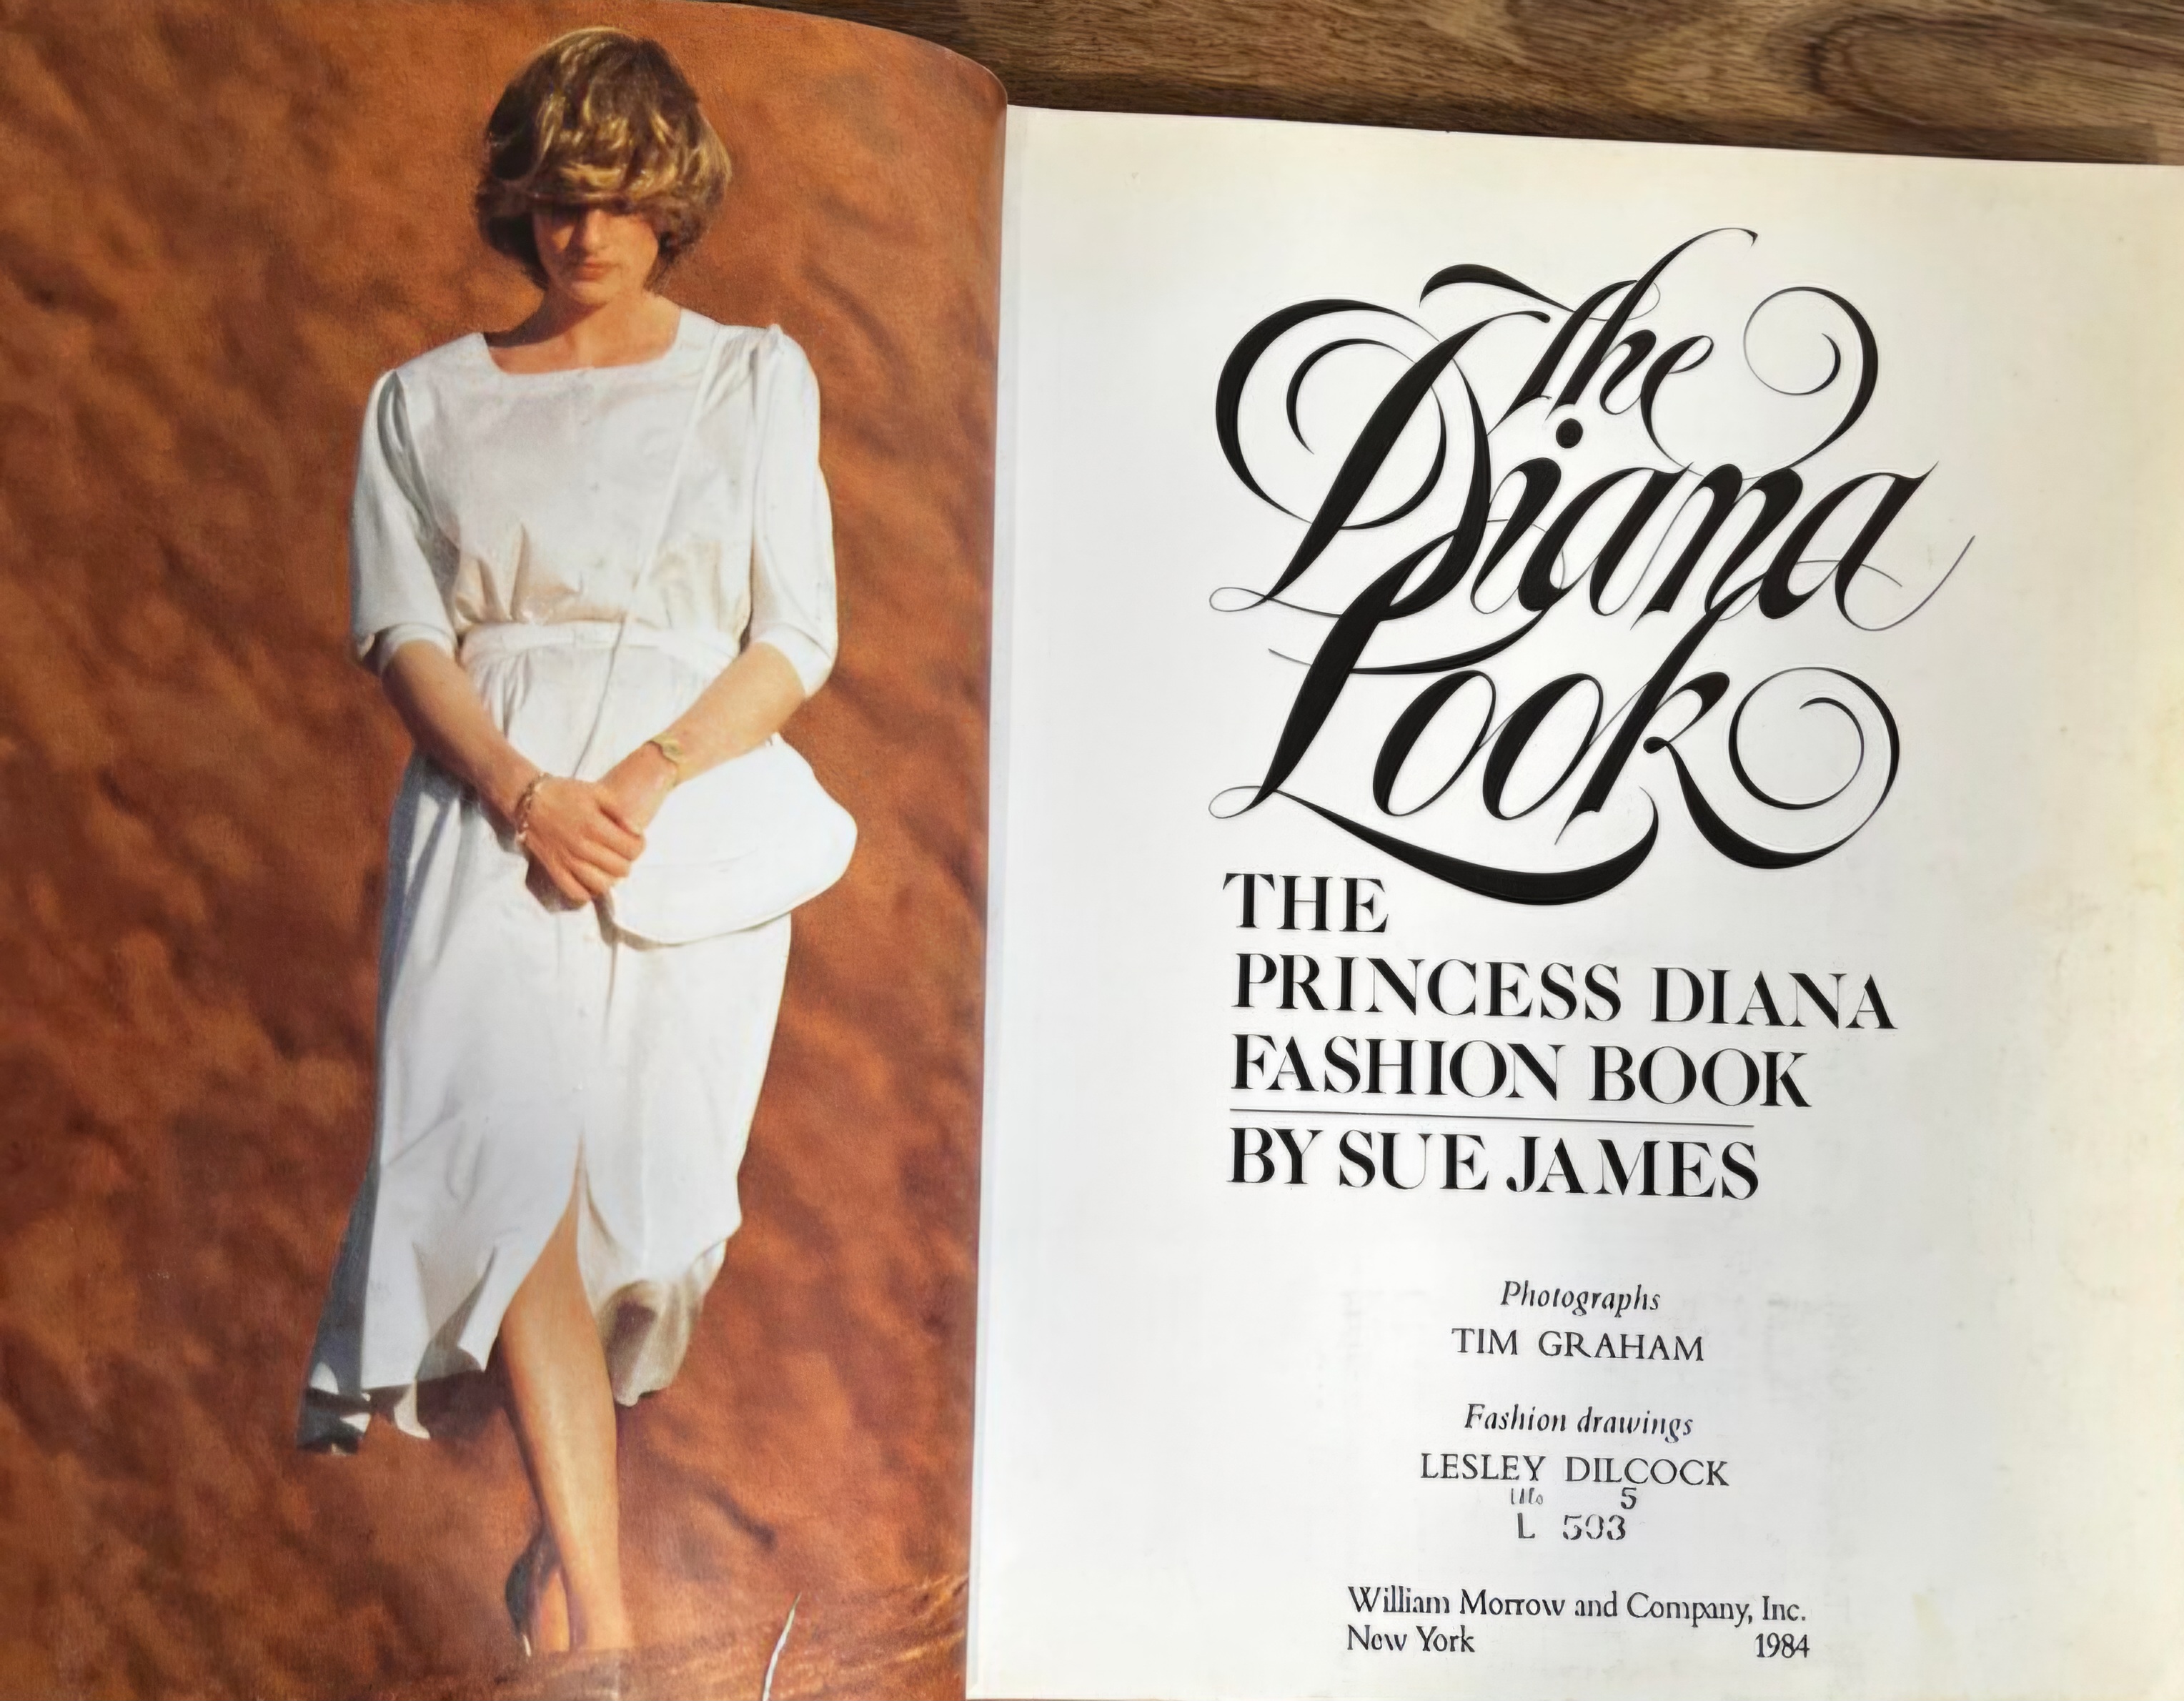 The
Diana
Look
THE
PRINCESS DIANA
FASHION BOOK
BY SUE JAMES
Photographs
TIM GRAHAM
Fashion drawings
LESLEY DILCOCK
5
L 503
William Morrow and Company, Inc.
New York 1984